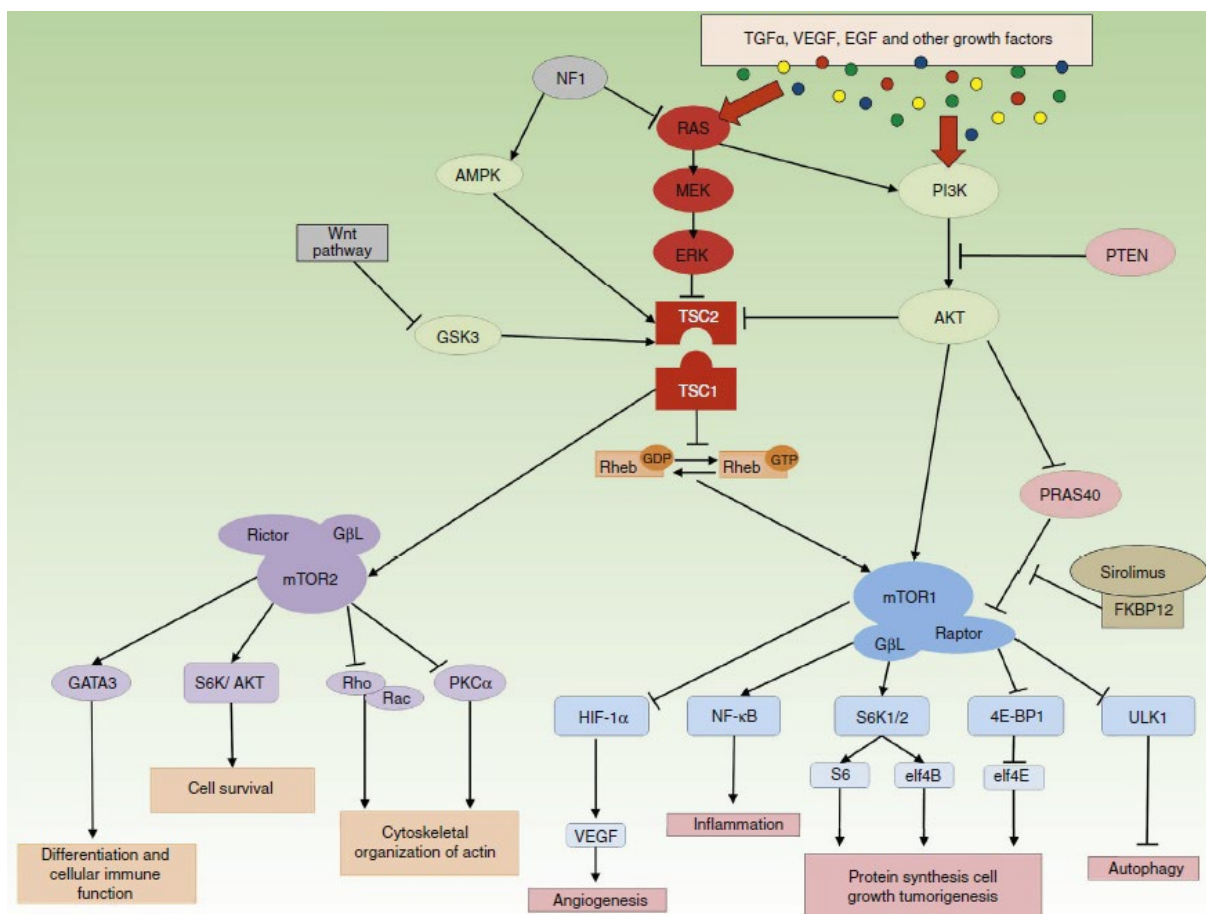 TGFα, VEGF, EGF and other growth factors
NF1
RAS
AMPK
MEK
PI3K
Wnt
pathway
ERK
PTEN
TSC2
AKT
GSK3
TSC1
Rheb
GDP
Rheb
GTP
PRAS40
Rictor
GβL
mTOR2
Sirolimus
FKBP12
mTOR1
Raptor
GβL
GATA3
S6K/ AKT
Rho
Rac
PKCα
HIF-1α
NF-κB
S6K1/2
4E-BP1
ULK1
S6
elf4B
elf4E
Cell survival
VEGF
Inflammation
Cytoskeletal
organization of actin
Differentiation and
cellular immune
function
Angiogenesis
Protein synthesis cell
growth tumorigenesis
Autophagy